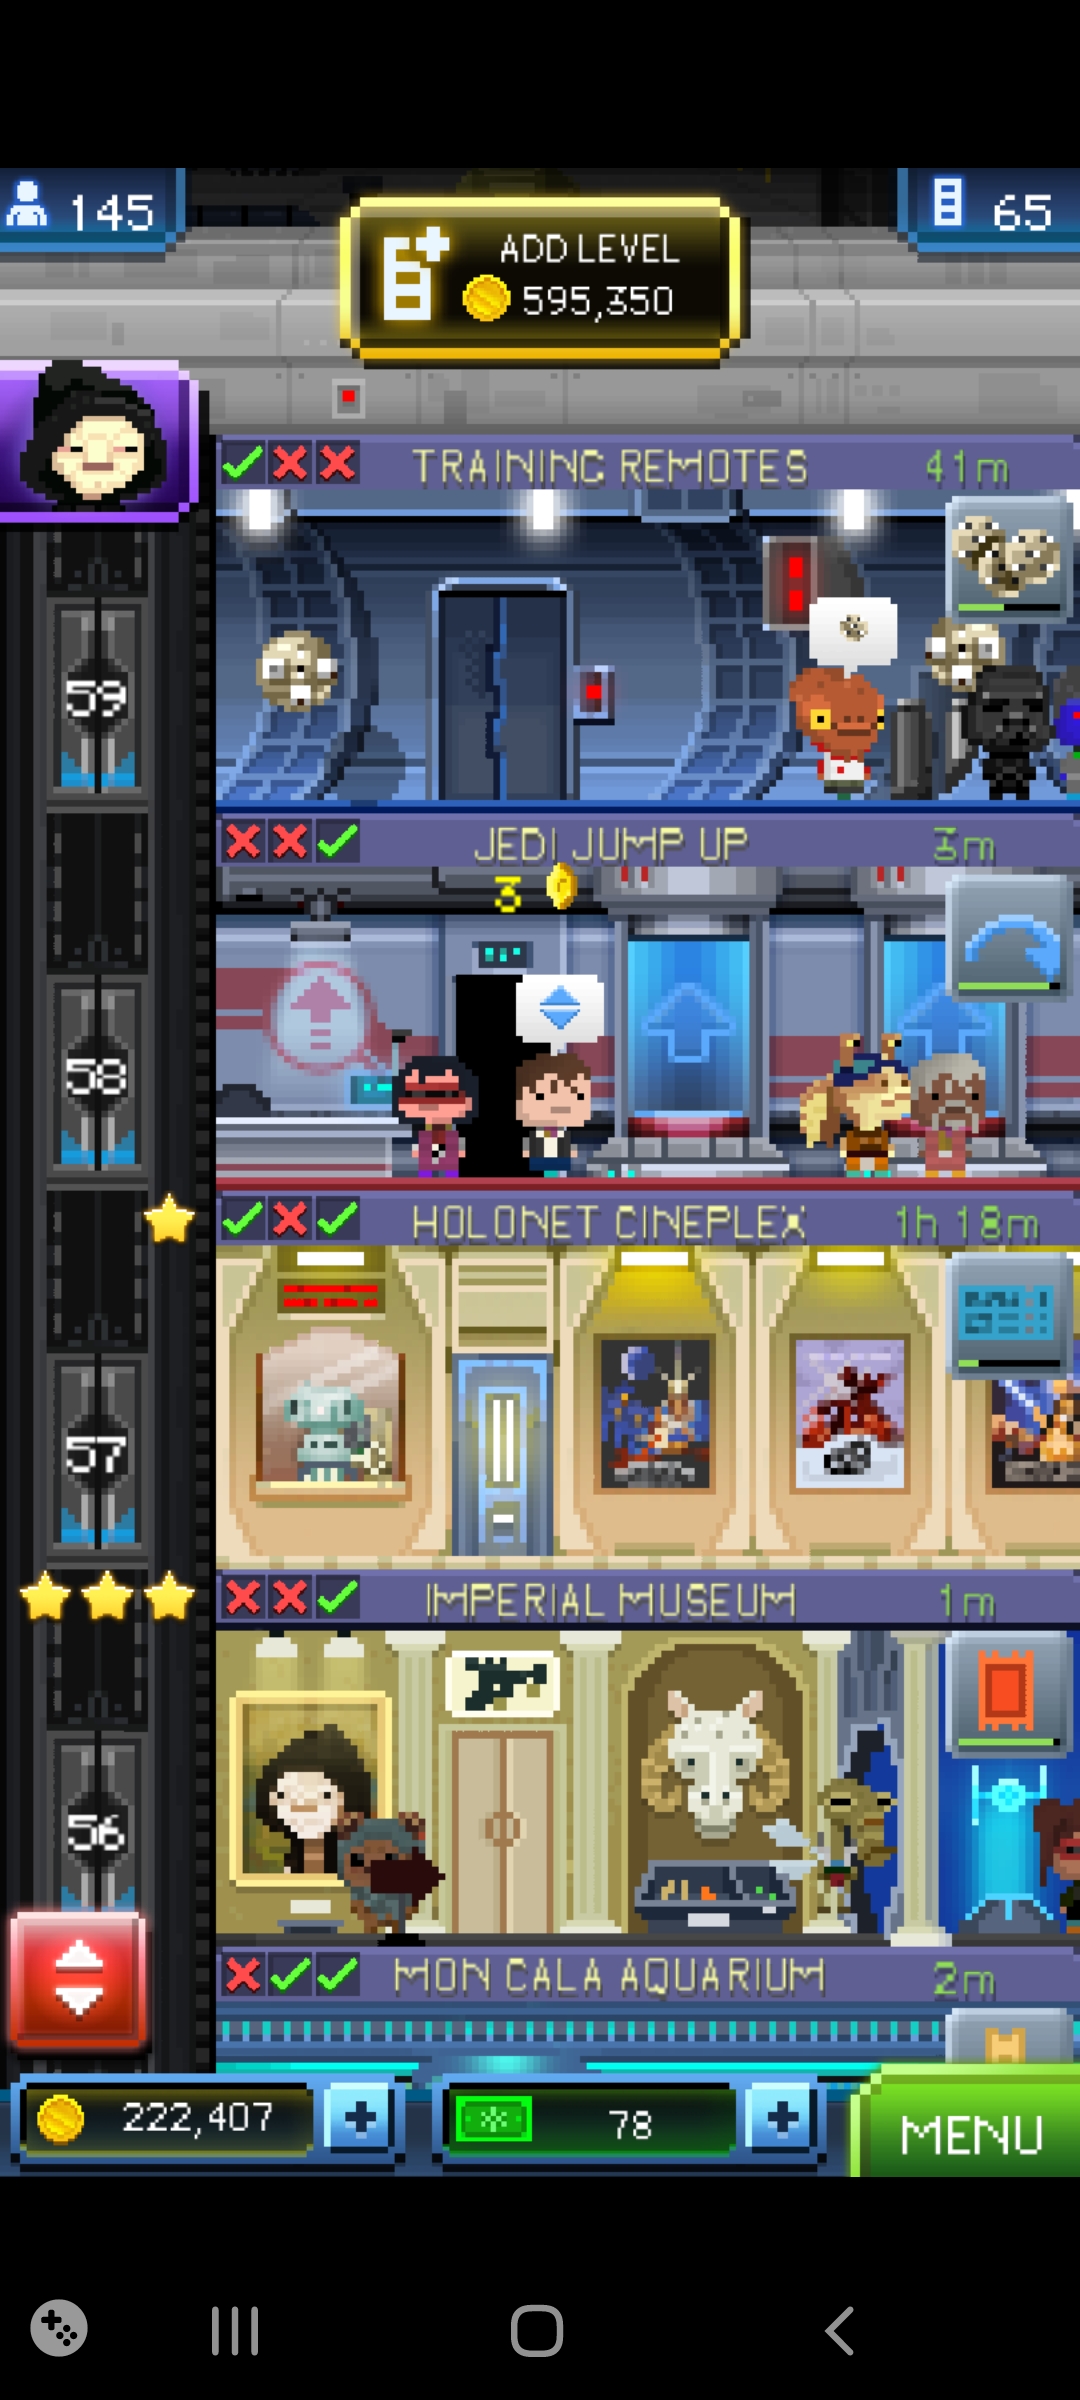 145
ADD LEVEL
595,350
65
TRAINING REMOTES 41m
59
JEDI JUMP UP 3m
3
58
HOLONET CINEPLEX 1h 18m
57
IMPERIAL MUSEUM 1m
56
MON CALA AQUARIUM 2m
222,407
78
MENU